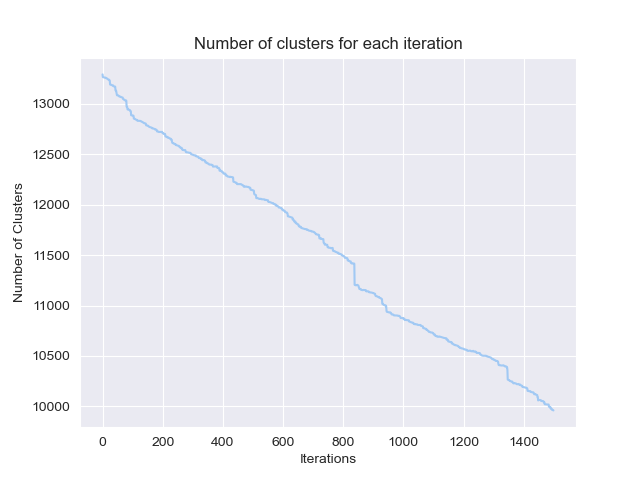 Number of clusters for each iteration
Number of Clusters
13000
12500
12000
11500
11000
10500
10000
0 200 400 600 800 1000 1200 1400
Iterations